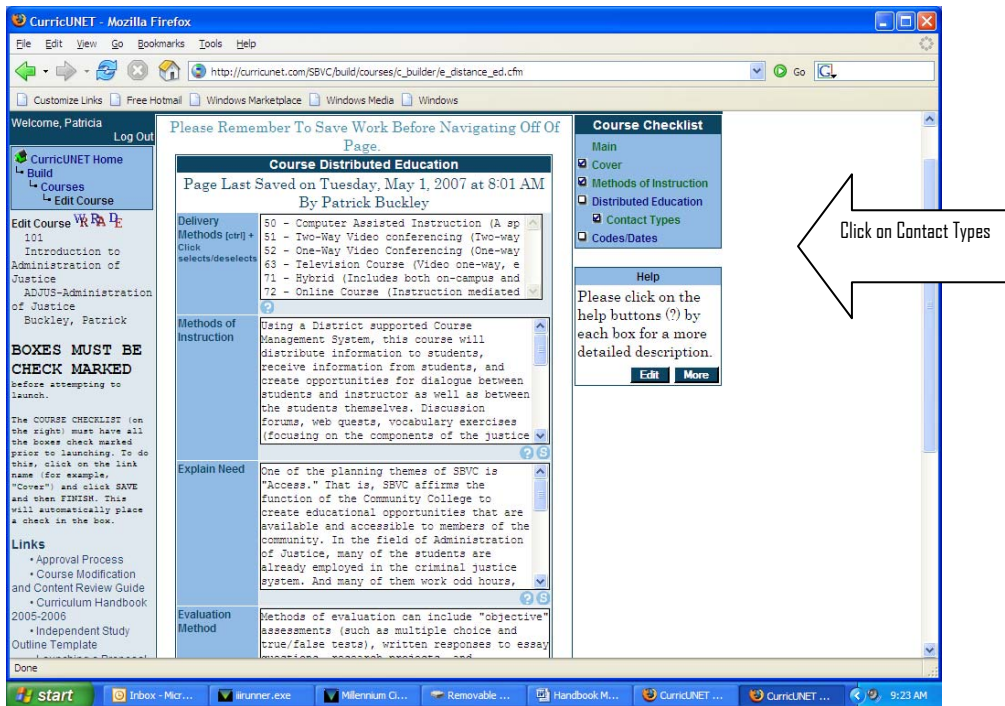 CurricUNET - Mozilla Firefox
File Edit View Go Bookmarks Tools Help
http://curricunet.com/SBVC/build/courses/c_builder/e_distance_ed.cfm
Go
Customize Links Free Hotmail Windows Marketplace Windows Media Windows
Welcome, Patricia
Log Out
CurricUNET Home
Build
Courses
Edit Course
Edit Course WR RA DE
101
Introduction to
Administration of
Justice
ADJUS-Administration
of Justice
Buckley, Patrick
BOXES MUST BE
CHECK MARKED
before attempting to
launch.
The COURSE CHECKLIST (on
the right) must have all
the boxes check marked
prior to launching. To do
this, click on the link
name (for example,
"Cover") and click SAVE
and then FINISH. This
will automatically place
a check in the box.
Links
• Approval Process
• Course Modification
and Content Review Guide
• Curriculum Handbook
2005-2006
• Independent Study
Outline Template
Please Remember To Save Work Before Navigating Off Of
Page.
Course Distributed Education
Page Last Saved on Tuesday, May 1, 2007 at 8:01 AM
By Patrick Buckley
Delivery
Methods [ctrl] +
Click
selects/deselects
50 - Computer Assisted Instruction (A sp
51 - Two-Way Video conferencing (Two-way
52 - One-Way Video Conferencing (One-way
63 - Television Course (Video one-way, e
71 - Hybrid (Includes both on-campus and
72 - Online Course (Instruction mediated
?
Methods of
Instruction
Using a District supported Course
Management System, this course will
distribute information to students,
receive information from students, and
create opportunities for dialogue between
students and instructor as well as between
the students themselves. Discussion
forums, web quests, vocabulary exercises
(focusing on the components of the justice
? S
Explain Need
One of the planning themes of SBVC is
"Access." That is, SBVC affirms the
function of the Community College to
create educational opportunities that are
available and accessible to members of the
community. In the field of Administration
of Justice, many of the students are
already employed in the criminal justice
system. And many of them work odd hours,
? S
Evaluation
Method
Methods of evaluation can include "objective"
assessments (such as multiple choice and
true/false tests), written responses to essay
Course Checklist
Main
Cover
Methods of Instruction
Distributed Education
Contact Types
Codes/Dates
Help
Please click on the
help buttons (?) by
each box for a more
detailed description.
Edit More
Click on Contact Types
Done
start Inbox - Micr... iirunner.exe Millennium Ci... Removable ... Handbook M... CurricUNET ... CurricUNET ... 9:23 AM